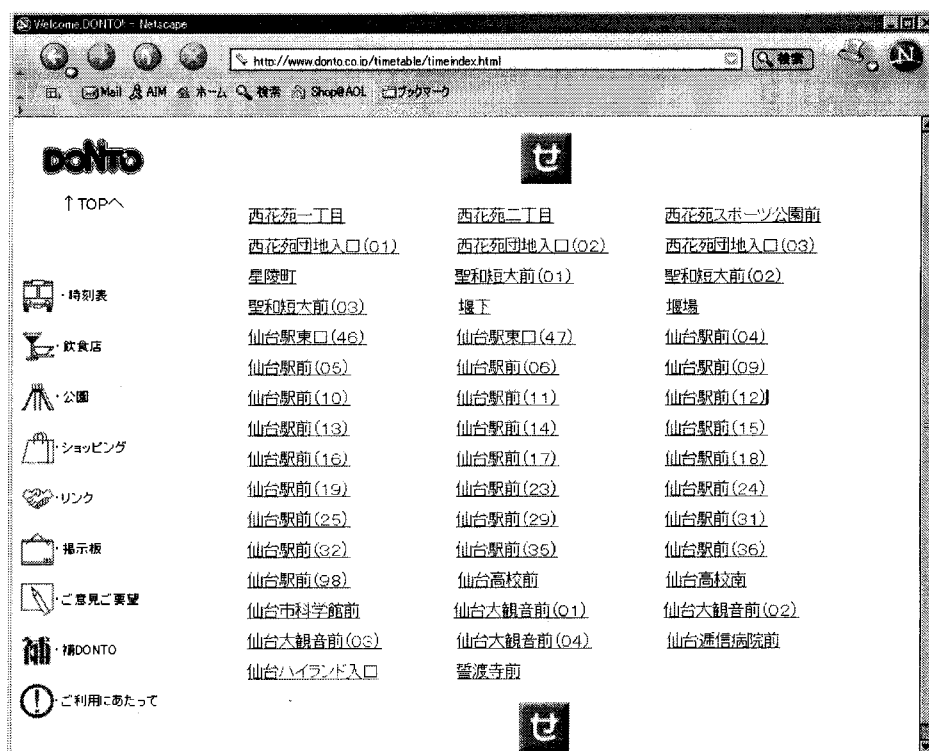 Welcome,DONTO! - Netscape
http://www.donto.co.jp/timetable/timeindex.html 検索
Mail AIM ホーム 検索 Shop@AOL ブックマーク
DONTO
↑TOPへ
・時刻表
・飲食店
・公園
・ショッピング
・リンク
・掲示板
・ご意見ご要望
補・補DONTO
・ご利用にあたって
せ
西花苑一丁目 西花苑二丁目 西花苑スポーツ公園前
西花苑団地入口(01) 西花苑団地入口(02) 西花苑団地入口(03)
星陵町 聖和短大前(01) 聖和短大前(02)
聖和短大前(03) 堰下 堰場
仙台駅東口(46) 仙台駅東口(47) 仙台駅前(04)
仙台駅前(05) 仙台駅前(06) 仙台駅前(09)
仙台駅前(10) 仙台駅前(11) 仙台駅前(12)
仙台駅前(13) 仙台駅前(14) 仙台駅前(15)
仙台駅前(16) 仙台駅前(17) 仙台駅前(18)
仙台駅前(19) 仙台駅前(23) 仙台駅前(24)
仙台駅前(25) 仙台駅前(29) 仙台駅前(31)
仙台駅前(32) 仙台駅前(35) 仙台駅前(36)
仙台駅前(98) 仙台高校前 仙台高校南
仙台市科学館前 仙台大観音前(01) 仙台大観音前(02)
仙台大観音前(03) 仙台大観音前(04) 仙台逓信病院前
仙台ハイランド入口 誓渡寺前
せ